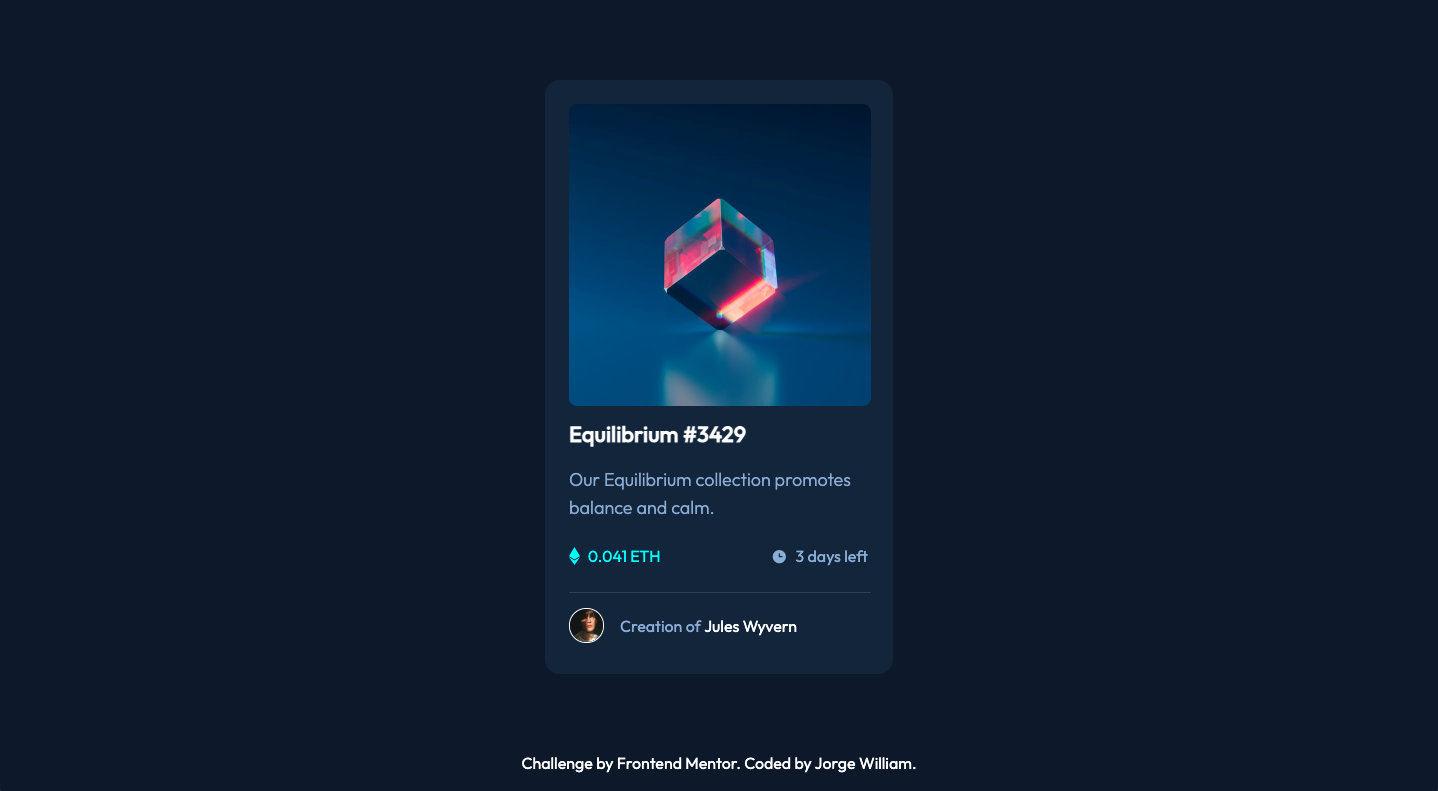 Equilibrium #3429
Our Equilibrium collection promotes
balance and calm.
0.041 ETH
3 days left
Creation of Jules Wyvern
Challenge by Frontend Mentor. Coded by Jorge William.